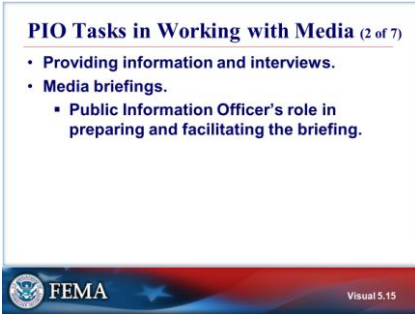 PIO Tasks in Working with Media (2 of 7)
• Providing information and interviews.
• Media briefings.
▪ Public Information Officer's role in
preparing and facilitating the briefing.
FEMA
Visual 5.15